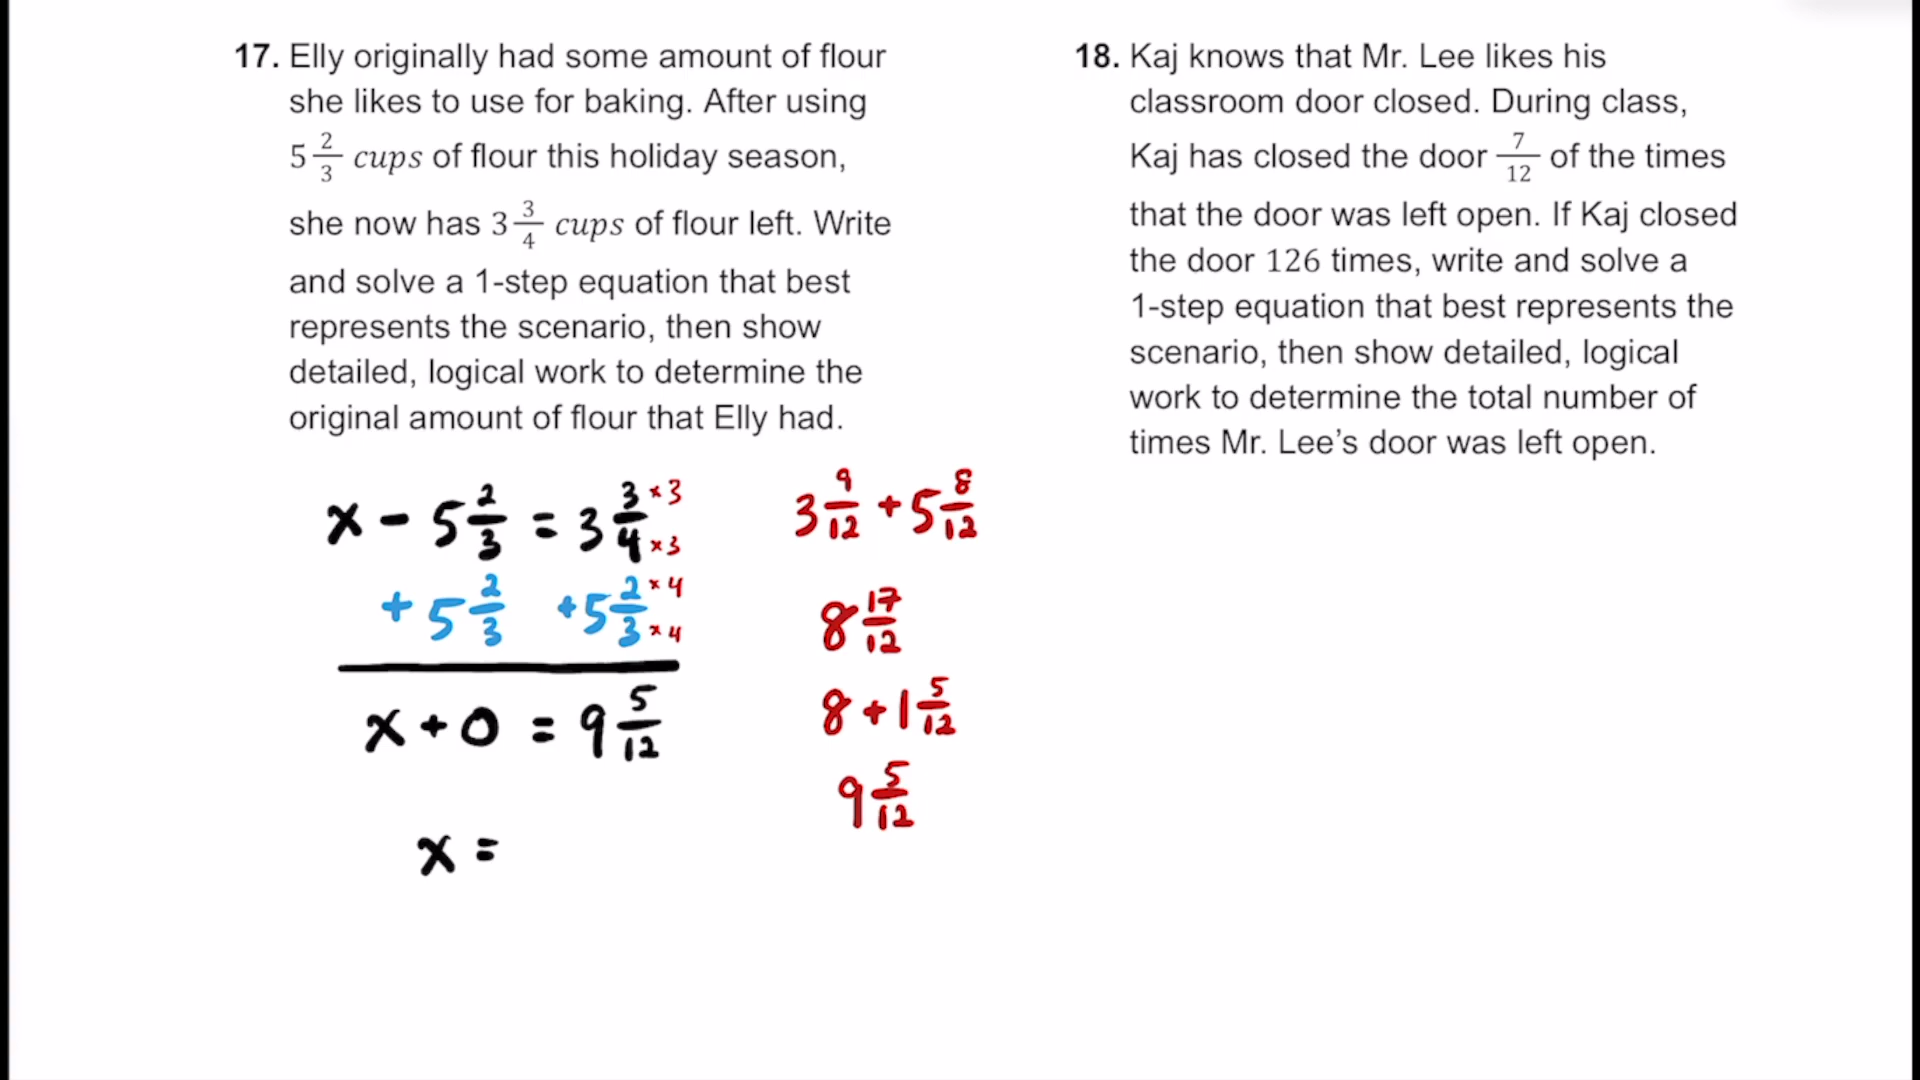 17. Elly originally had some amount of flour
she likes to use for baking. After using
5 2/3 cups of flour this holiday season,
she now has 3 3/4 cups of flour left. Write
and solve a 1-step equation that best
represents the scenario, then show
detailed, logical work to determine the
original amount of flour that Elly had.
x - 5 2/3 = 3 3/4 ×3 ×3
+ 5 2/3 +5 2/3 ×4 ×4
x + 0 = 9 5/12
x =
3 9/12 + 5 8/12
8 17/12
8 + 1 5/12
9 5/12
18. Kaj knows that Mr. Lee likes his
classroom door closed. During class,
Kaj has closed the door 7/12 of the times
that the door was left open. If Kaj closed
the door 126 times, write and solve a
1-step equation that best represents the
scenario, then show detailed, logical
work to determine the total number of
times Mr. Lee’s door was left open.